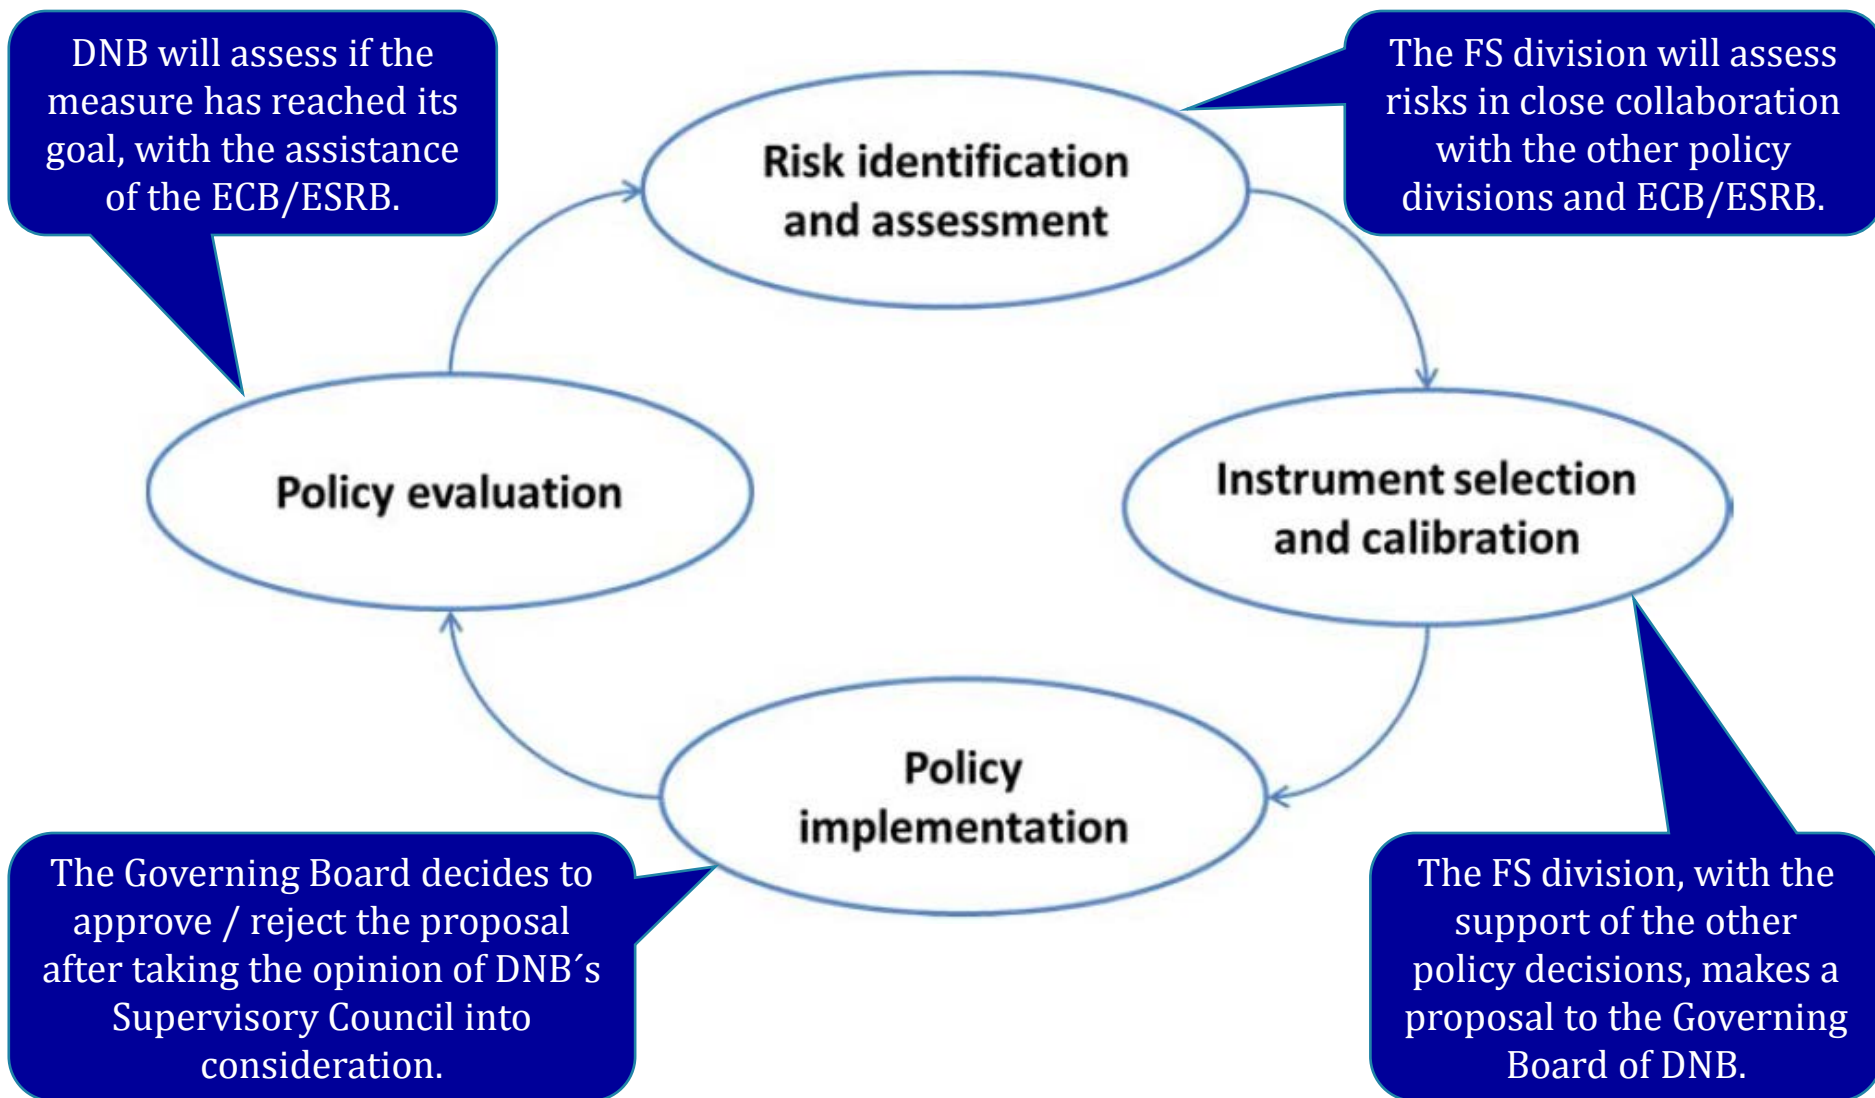 DNB will assess if the
measure has reached its
goal, with the assistance
of the ECB/ESRB.
The FS division will assess
risks in close collaboration
with the other policy
divisions and ECB/ESRB.
Risk identification
and assessment
Policy evaluation
Instrument selection
and calibration
Policy
implementation
The Governing Board decides to
approve / reject the proposal
after taking the opinion of DNB´s
Supervisory Council into
consideration.
The FS division, with the
support of the other
policy decisions, makes a
proposal to the Governing
Board of DNB.